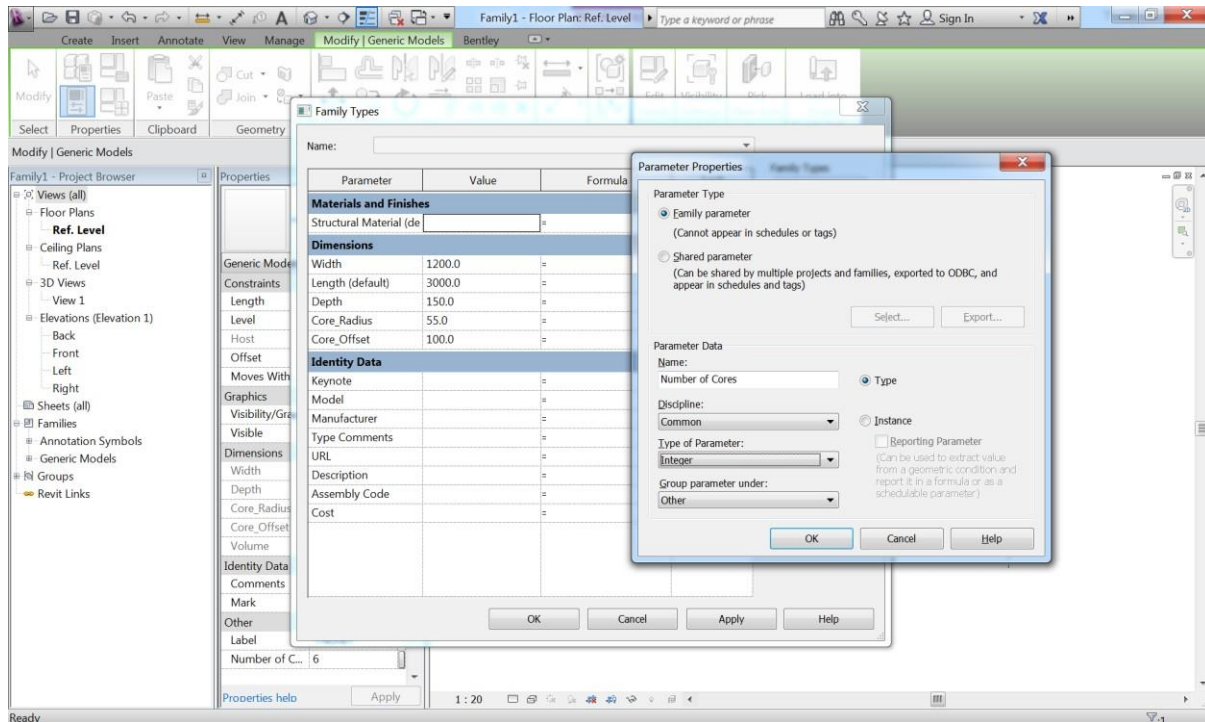 Family1 - Floor Plan: Ref. Level
Type a keyword or phrase
Sign In
Create Insert Annotate View Manage Modify | Generic Models Bentley
Modify
Paste
Cut
Join
Select Properties Clipboard Geometry
Modify | Generic Models
Family1 - Project Browser
Views (all)
Floor Plans
Ref. Level
Ceiling Plans
Ref. Level
3D Views
View 1
Elevations (Elevation 1)
Back
Front
Left
Right
Sheets (all)
Families
Annotation Symbols
Generic Models
Groups
Revit Links
Properties
Generic Mode
Constraints
Length
Level
Host
Offset
Moves With
Graphics
Visibility/Gra
Visible
Dimensions
Width
Depth
Core_Radius
Core_Offset
Volume
Identity Data
Comments
Mark
Other
Label
Number of C... 6
Properties help Apply
Family Types
Name:
Parameter Value Formula
Materials and Finishes
Structural Material (de =
Dimensions
Width 1200.0 =
Length (default) 3000.0 =
Depth 150.0 =
Core_Radius 55.0 =
Core_Offset 100.0 =
Identity Data
Keynote =
Model =
Manufacturer =
Type Comments =
URL =
Description =
Assembly Code =
Cost =
OK Cancel Apply Help
Parameter Properties
Family Types
Parameter Type
Family parameter
(Cannot appear in schedules or tags)
Shared parameter
(Can be shared by multiple projects and families, exported to ODBC, and
appear in schedules and tags)
Select... Export...
Parameter Data
Name:
Number of Cores
Type
Discipline:
Common
Instance
Type of Parameter:
Integer
Reporting Parameter
(Can be used to extract value
from a geometric condition and
report it in a formula or as a
schedulable parameter)
Group parameter under:
Other
OK Cancel Help
1 : 20
Ready